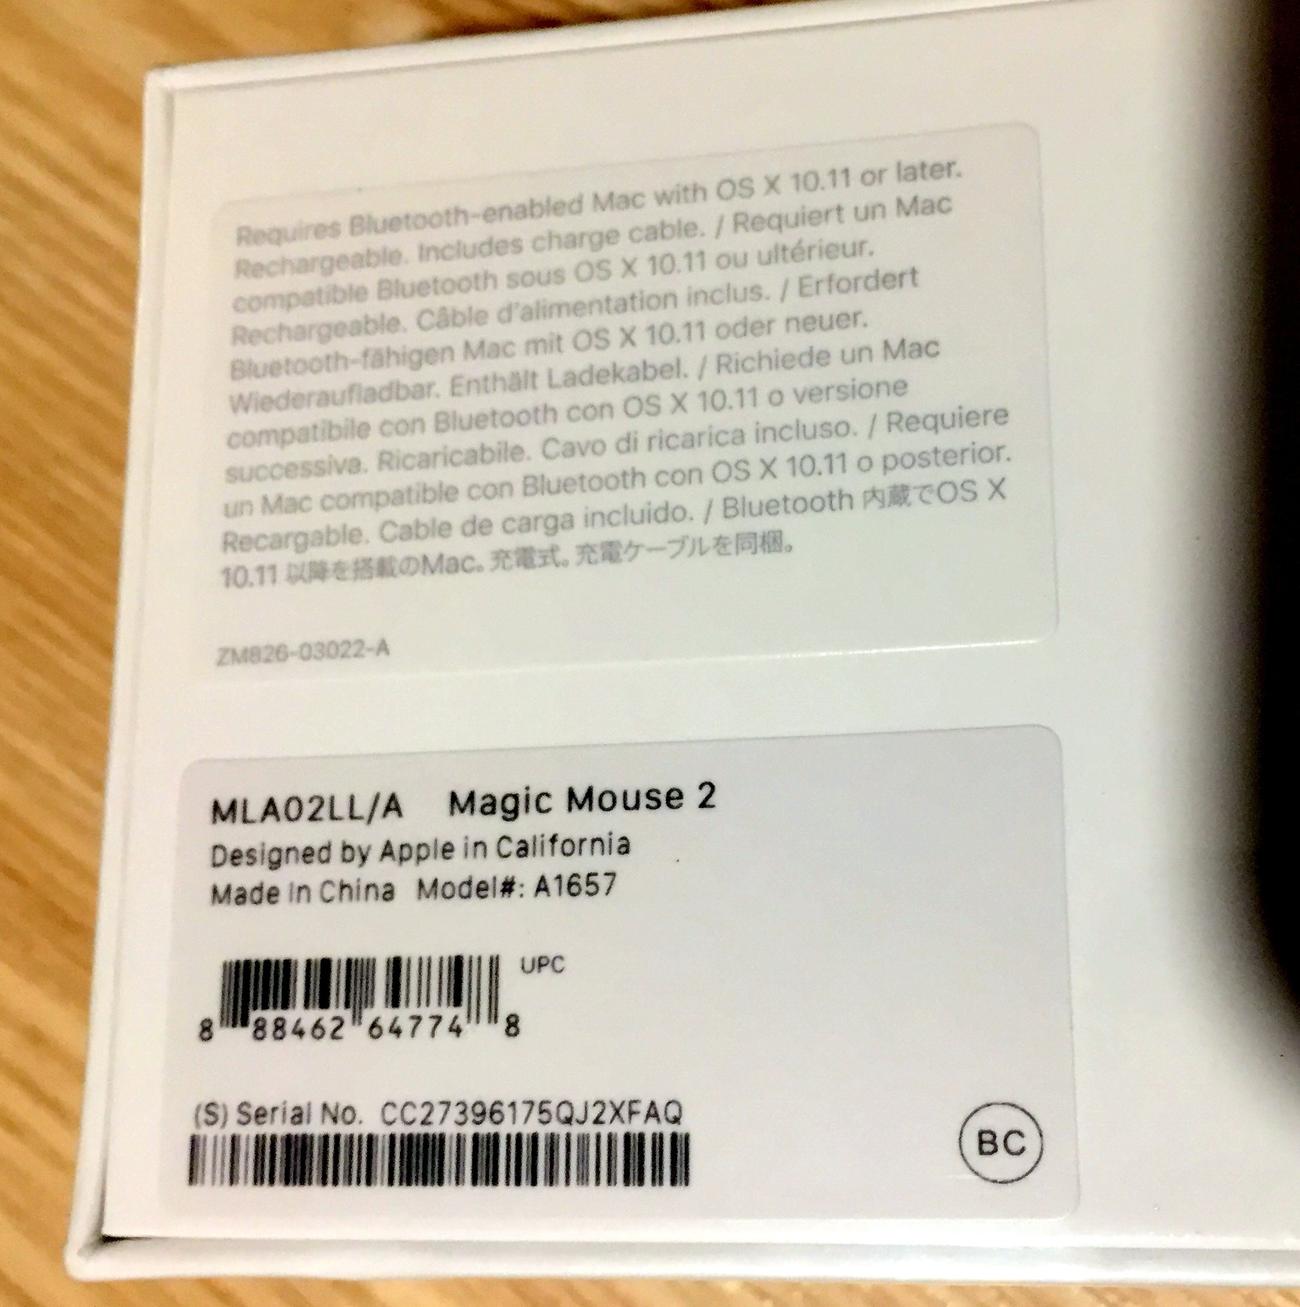 Requires Bluetooth-enabled Mac with OS X 10.11 or later.
Rechargeable. Includes charge cable. / Requiert un Mac
compatible Bluetooth sous OS X 10.11 ou ultérieur.
Rechargeable. Câble d'alimentation inclus. / Erfordert
Bluetooth-fähigen Mac mit OS X 10.11 oder neuer.
Wiederaufladbar. Enthält Ladekabel. / Richiede un Mac
compatibile con Bluetooth con OS X 10.11 o versione
successiva. Ricaricabile. Cavo di ricarica incluso. / Requiere
un Mac compatible con Bluetooth con OS X 10.11 o posterior.
Recargable. Cable de carga incluido. / Bluetooth 内蔵でOS X
10.11 以降を搭載のMac。充電式。充電ケーブルを同梱。
ZM826-03022-A
MLA02LL/A Magic Mouse 2
Designed by Apple in California
Made In China Model#: A1657
UPC
8 88462 64774 8
(S) Serial No. CC27396175QJ2XFAQ
BC